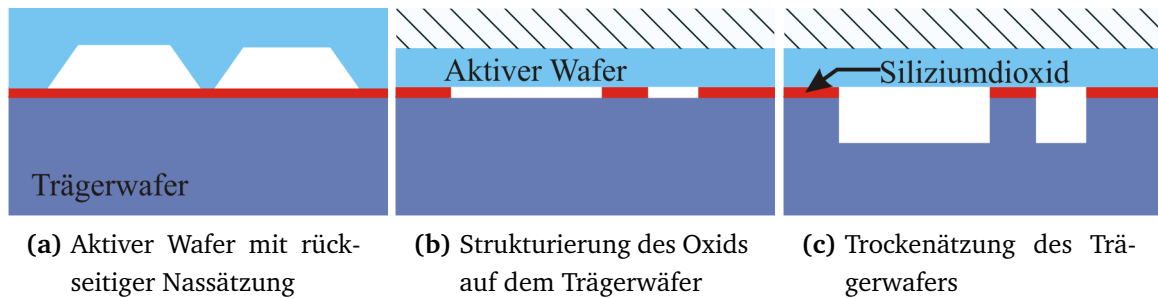 Trägerwafer
Aktiver Wafer
Siliziumdioxid
(a) Aktiver Wafer mit rück-
seitiger Nassätzung
(b) Strukturierung des Oxids
auf dem Trägerwäfer
(c) Trockenätzung des Trä-
gerwafers